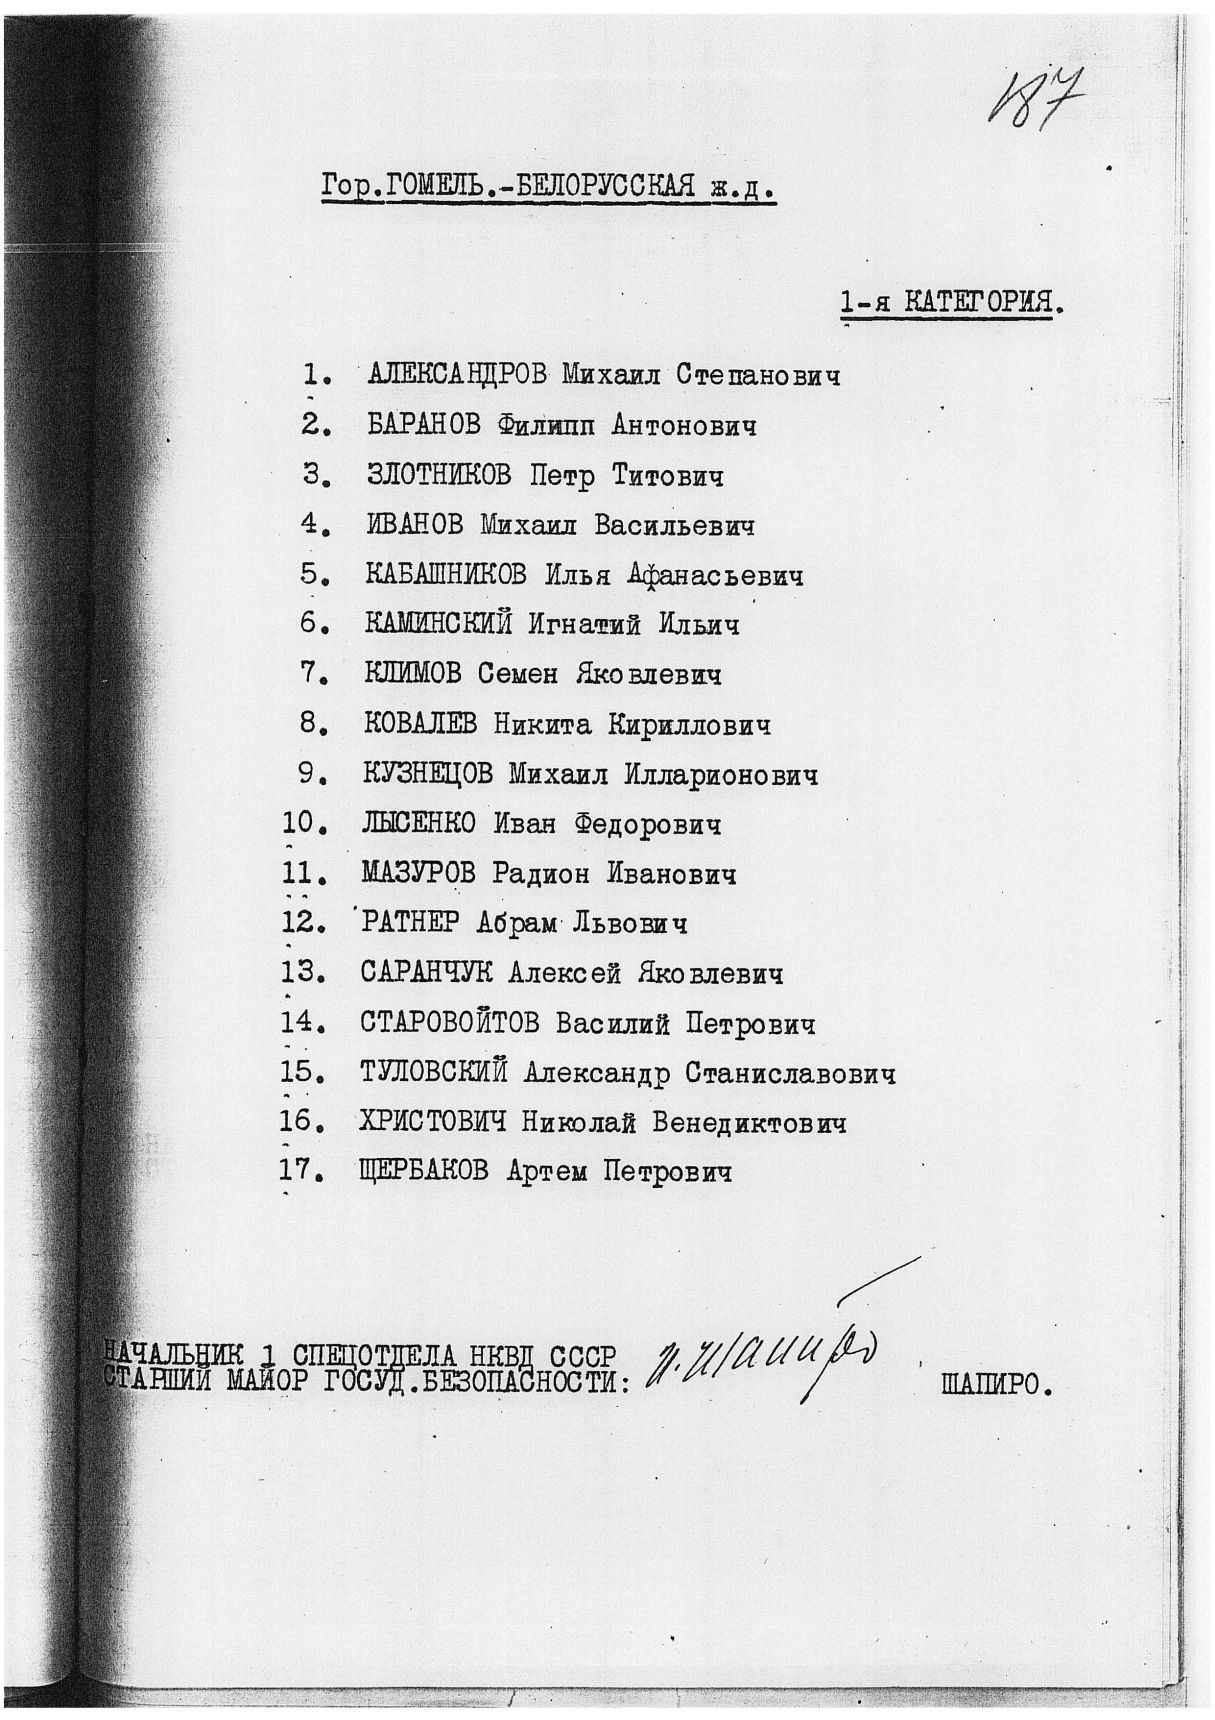 187
Гор.ГОМЕЛЬ.-БЕЛОРУССКАЯ ж.д.
1-я КАТЕГОРИЯ.
1. АЛЕКСАНДРОВ Михаил Степанович
2. БАРАНОВ Филипп Антонович
3. ЗЛОТНИКОВ Петр Титович
4. ИВАНОВ Михаил Васильевич
5. КАБАШНИКОВ Илья Афанасьевич
6. КАМИНСКИЙ Игнатий Ильич
7. КЛИМОВ Семен Яковлевич
8. КОВАЛЕВ Никита Кириллович
9. КУЗНЕЦОВ Михаил Илларионович
10. ЛЫСЕНКО Иван Федорович
11. МАЗУРОВ Радион Иванович
12. РАТНЕР Абрам Львович
13. САРАНЧУК Алексей Яковлевич
14. СТАРОВОЙТОВ Василий Петрович
15. ТУЛОВСКИЙ Александр Станиславович
16. ХРИСТОВИЧ Николай Венедиктович
17. ЩЕРБАКОВ Артем Петрович
НАЧАЛЬНИК 1 СПЕЦОТДЕЛА НКВД СССР
СТАРШИЙ МАЙОР ГОСУД.БЕЗОПАСНОСТИ: И.Шапиро ШАПИРО.